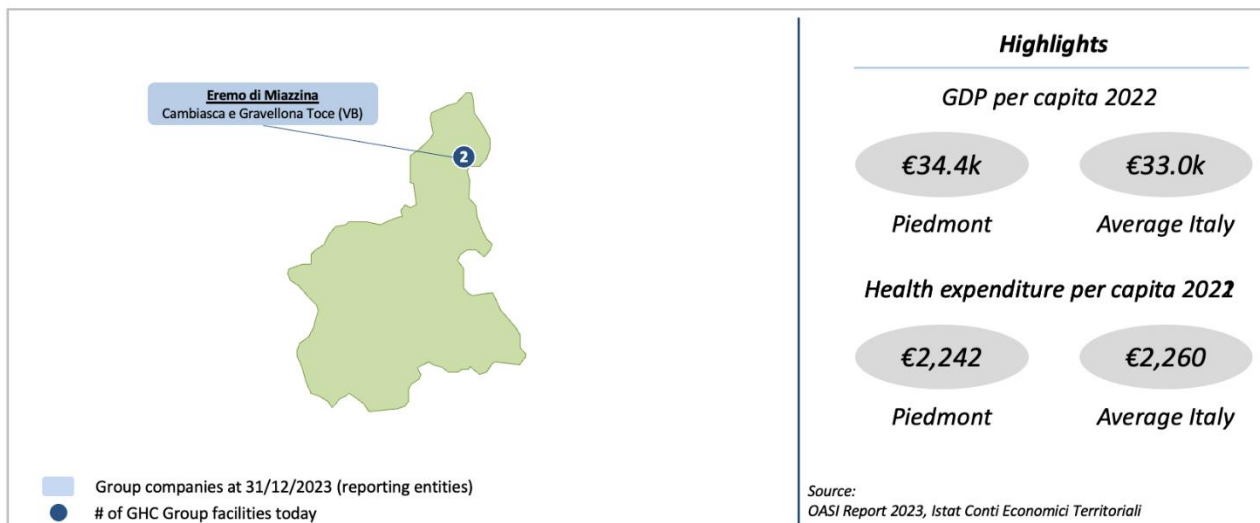 Highlights
Eremo di Miazzina
Cambiasca e Gravellona Toce (VB)
2
GDP per capita 2022
€34.4k
€33.0k
Piedmont
Average Italy
Health expenditure per capita
€2,242
€2,260
Piedmont
Average Italy
Group companies at 31/12/2023 (reporting entities)
# of GHC Group facilities today
Source:
OASI Report 2023, Istat Conti Economici Territoriali